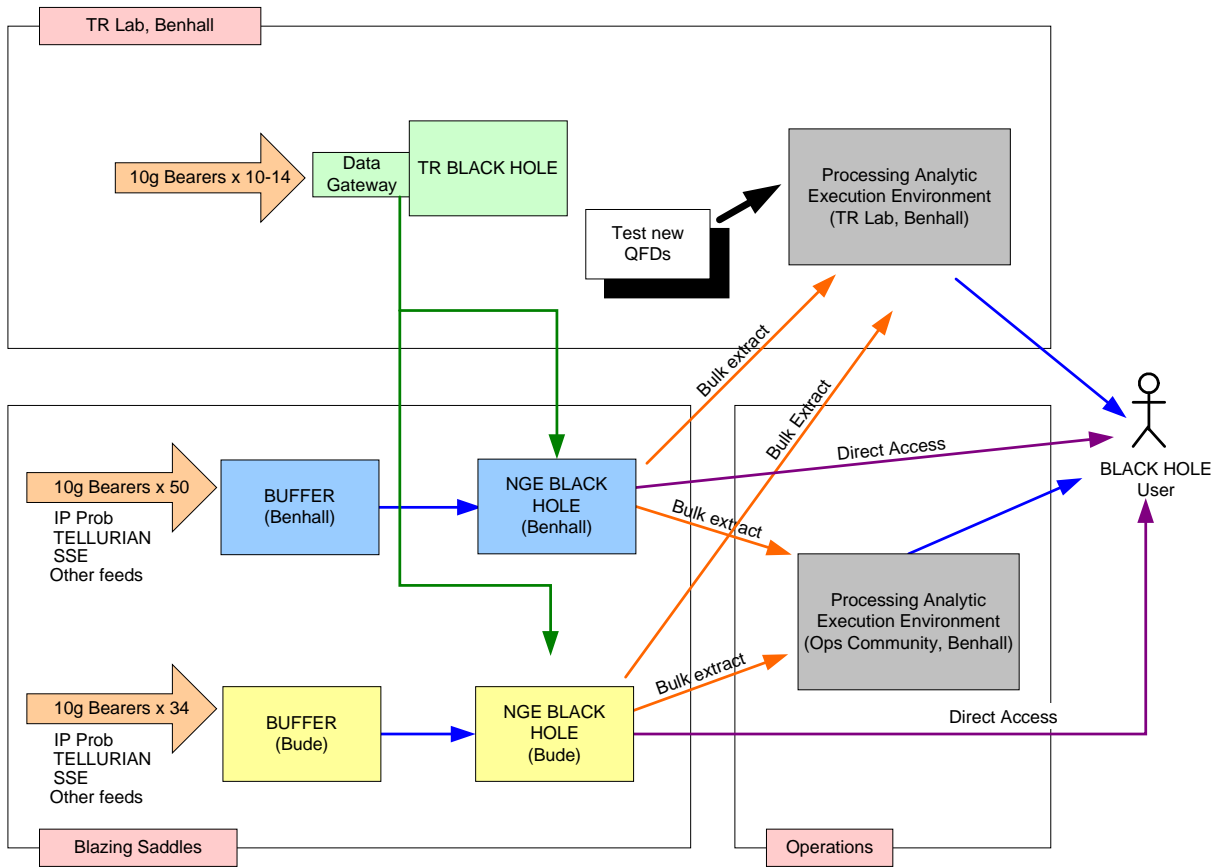 TR Lab, Benhall
10g Bearers x 10-14
Data
Gateway
TR BLACK HOLE
Test new
QFDs
Processing Analytic
Execution Environment
(TR Lab, Benhall)
Bulk extract
Bulk Extract
10g Bearers x 50
IP Prob
TELLURIAN
SSE
Other feeds
BUFFER
(Benhall)
NGE BLACK
HOLE
(Benhall)
Direct Access
Bulk extract
BLACK HOLE
User
Processing Analytic
Execution Environment
(Ops Community, Benhall)
10g Bearers x 34
IP Prob
TELLURIAN
SSE
Other feeds
BUFFER
(Bude)
NGE BLACK
HOLE
(Bude)
Bulk extract
Direct Access
Blazing Saddles
Operations